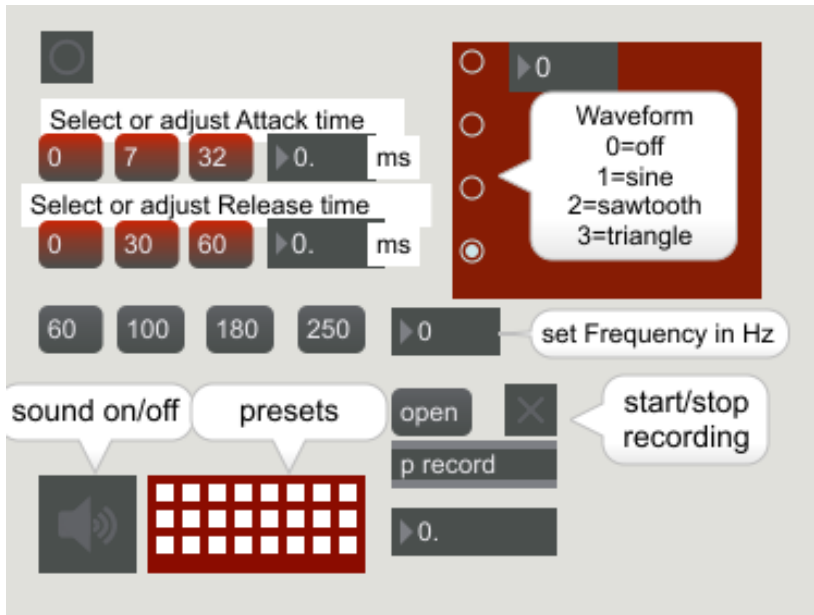 0
Waveform
0=off
1=sine
2=sawtooth
3=triangle
Select or adjust Attack time
0 7 32 0. ms
Select or adjust Release time
0 30 60 0. ms
60 100 180 250 0 set Frequency in Hz
sound on/off presets open start/stop
recording
p record
0.